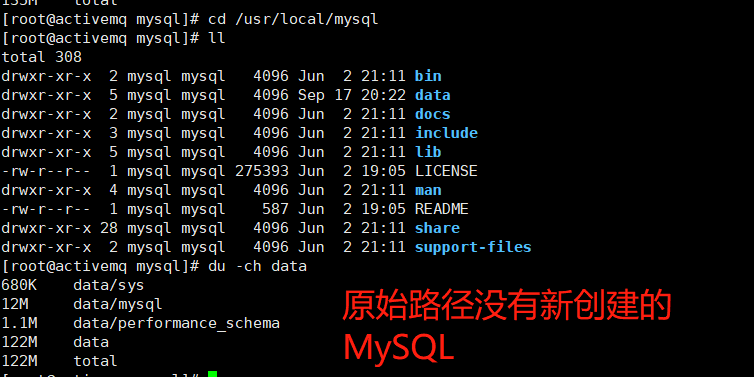 [root@activemq mysql]# cd /usr/local/mysql
[root@activemq mysql]# ll
total 308
drwxr-xr-x  2 mysql mysql   4096 Jun  2 21:11 bin
drwxr-xr-x  5 mysql mysql   4096 Sep 17 20:22 data
drwxr-xr-x  2 mysql mysql   4096 Jun  2 21:11 docs
drwxr-xr-x  3 mysql mysql   4096 Jun  2 21:11 include
drwxr-xr-x  5 mysql mysql   4096 Jun  2 21:11 lib
-rw-r--r--  1 mysql mysql 275393 Jun  2 19:05 LICENSE
drwxr-xr-x  4 mysql mysql   4096 Jun  2 21:11 man
-rw-r--r--  1 mysql mysql    587 Jun  2 19:05 README
drwxr-xr-x 28 mysql mysql   4096 Jun  2 21:11 share
drwxr-xr-x  2 mysql mysql   4096 Jun  2 21:11 support-files
[root@activemq mysql]# du -ch data
680K    data/sys
12M     data/mysql
1.1M    data/performance_schema
122M    data
122M    total
[root@activemq mysql]#
原始路径没有新创建的
MySQL